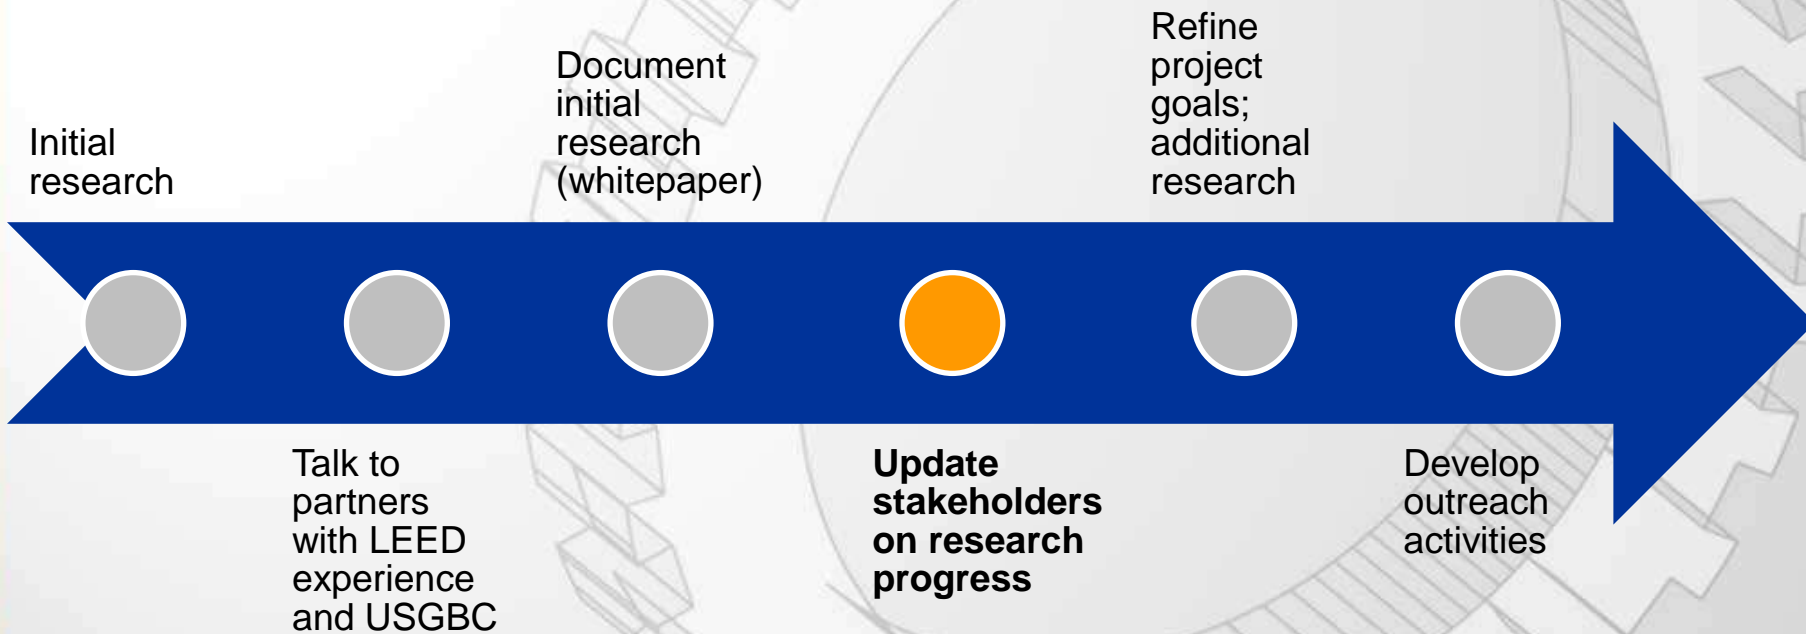 Initial
research
Talk to
partners
with LEED
experience
and USGBC
Document
initial
research
(whitepaper)
Update
stakeholders
on research
progress
Refine
project
goals;
additional
research
Develop
outreach
activities